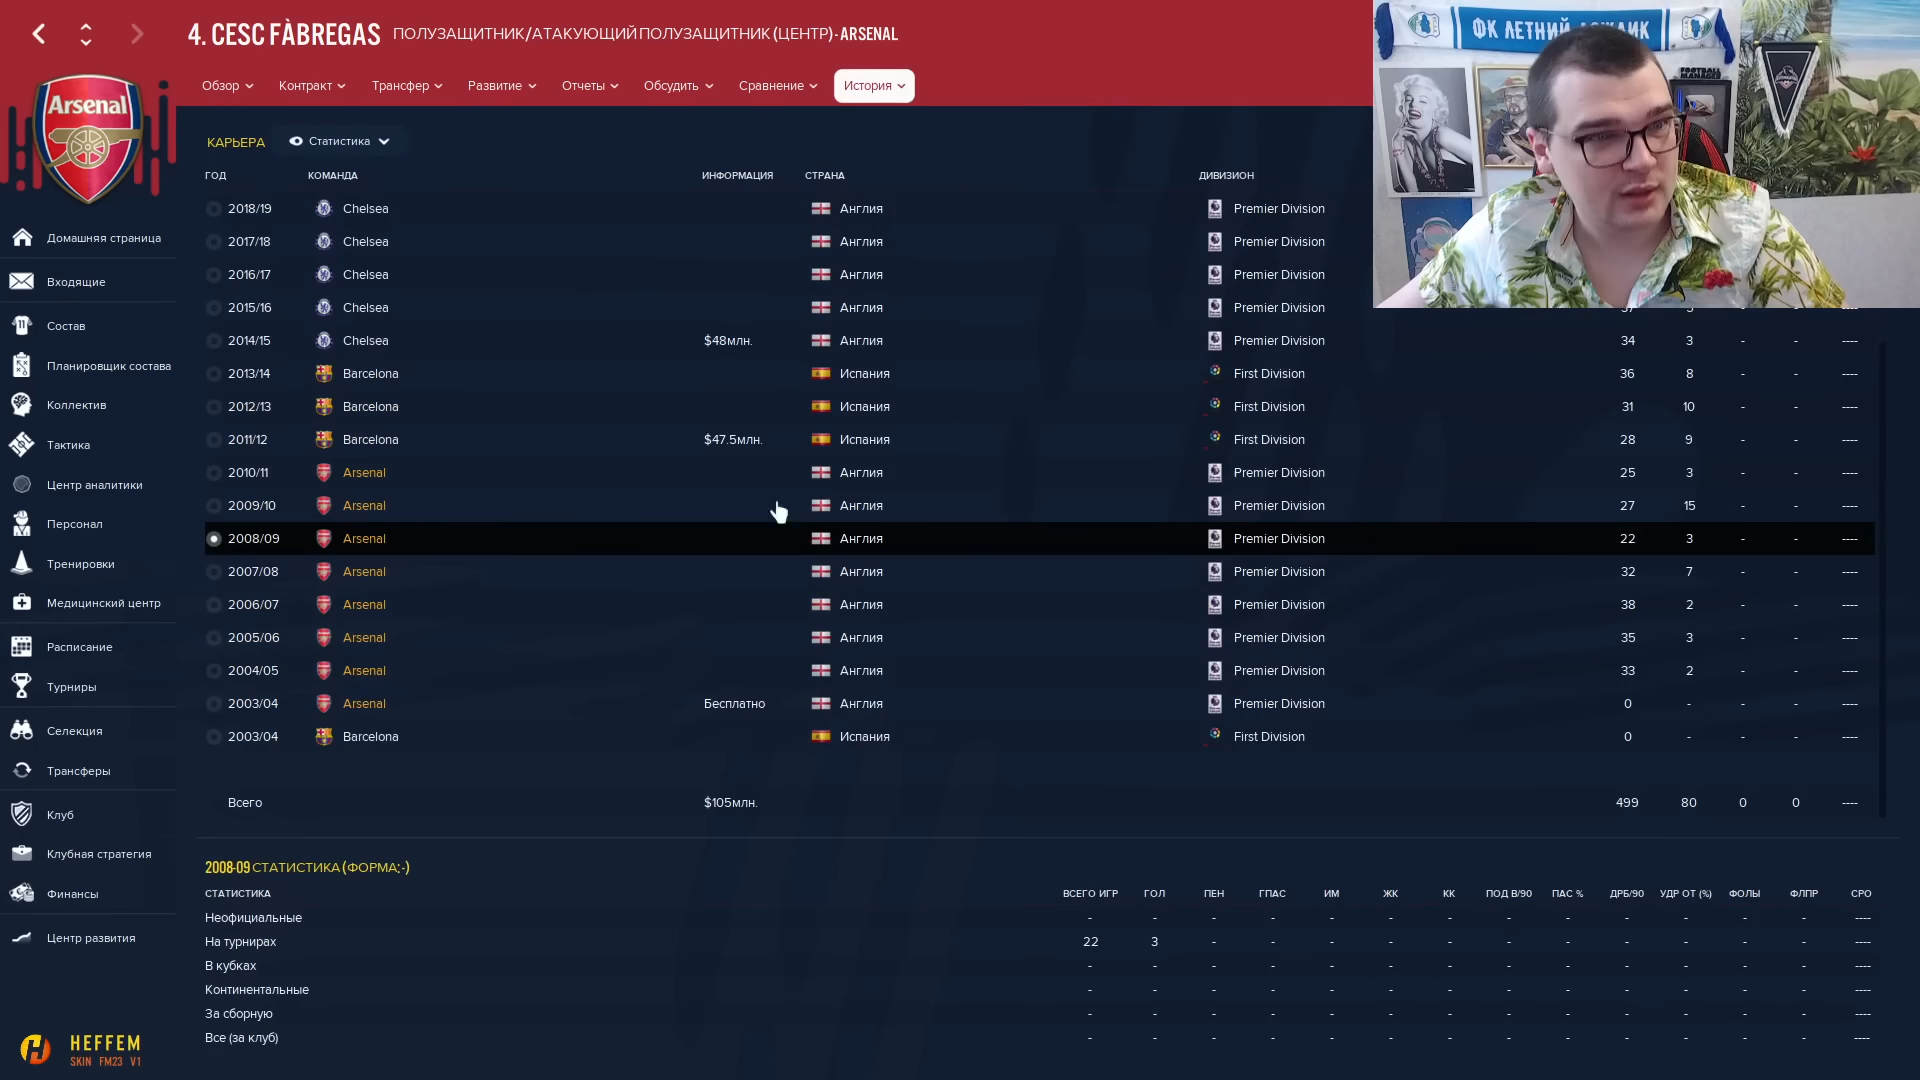 4. CESC FÀBREGAS ПОЛУЗАЩИТНИК/АТАКУЮЩИЙ ПОЛУЗАЩИТНИК (ЦЕНТР) - ARSENAL
Обзор Контракт Трансфер Развитие Отчеты Обсудить Сравнение История
ФК ЛЕТНИЙ
FOOTBALL MANAGER
Arsenal
КАРЬЕРА Статистика
ГОД КОМАНДА ИНФОРМАЦИЯ СТРАНА ДИВИЗИОН
2018/19 Chelsea Англия Premier Division
2017/18 Chelsea Англия Premier Division
2016/17 Chelsea Англия Premier Division
2015/16 Chelsea Англия Premier Division 37 5 - - ----
2014/15 Chelsea $48млн. Англия Premier Division 34 3 - - ----
2013/14 Barcelona Испания First Division 36 8 - - ----
2012/13 Barcelona Испания First Division 31 10 - - ----
2011/12 Barcelona $47.5млн. Испания First Division 28 9 - - ----
2010/11 Arsenal Англия Premier Division 25 3 - - ----
2009/10 Arsenal Англия Premier Division 27 15 - - ----
2008/09 Arsenal Англия Premier Division 22 3 - - ----
2007/08 Arsenal Англия Premier Division 32 7 - - ----
2006/07 Arsenal Англия Premier Division 38 2 - - ----
2005/06 Arsenal Англия Premier Division 35 3 - - ----
2004/05 Arsenal Англия Premier Division 33 2 - - ----
2003/04 Arsenal Бесплатно Англия Premier Division 0 - - - ----
2003/04 Barcelona Испания First Division 0 - - - ----
Всего $105млн. 499 80 0 0 ----
2008-09 СТАТИСТИКА (ФОРМА: -)
СТАТИСТИКА ВСЕГО ИГР ГОЛ ПЕН ГПАС ИМ ЖК КК ПОД В/90 ПАС % ДРБ/90 УДР ОТ (%) ФОЛЫ ФЛПР СРО
Неофициальные - - - - - - - - - - - - - ----
На турнирах 22 3 - - - - - - - - - - - ----
В кубках - - - - - - - - - - - - - ----
Континентальные - - - - - - - - - - - - - ----
За сборную - - - - - - - - - - - - - ----
Все (за клуб) - - - - - - - - - - - - - ----
Домашняя страница
Входящие
Состав
Планировщик состава
Коллектив
Тактика
Центр аналитики
Персонал
Тренировки
Медицинский центр
Расписание
Турниры
Селекция
Трансферы
Клуб
Клубная стратегия
Финансы
Центр развития
HEFFEM
SKIN FM23 V1